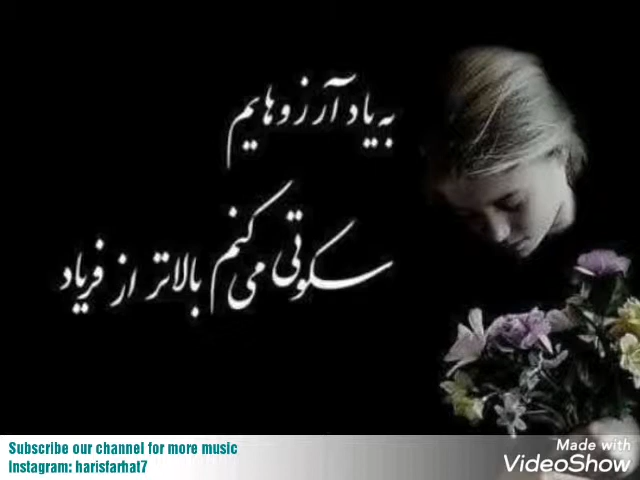 به یاد آرزوهایم
سکوتی می کنم بالاتر از فریاد
Subscribe our channel for more music
Instagram: harisfarhat7
Made with
VideoShow